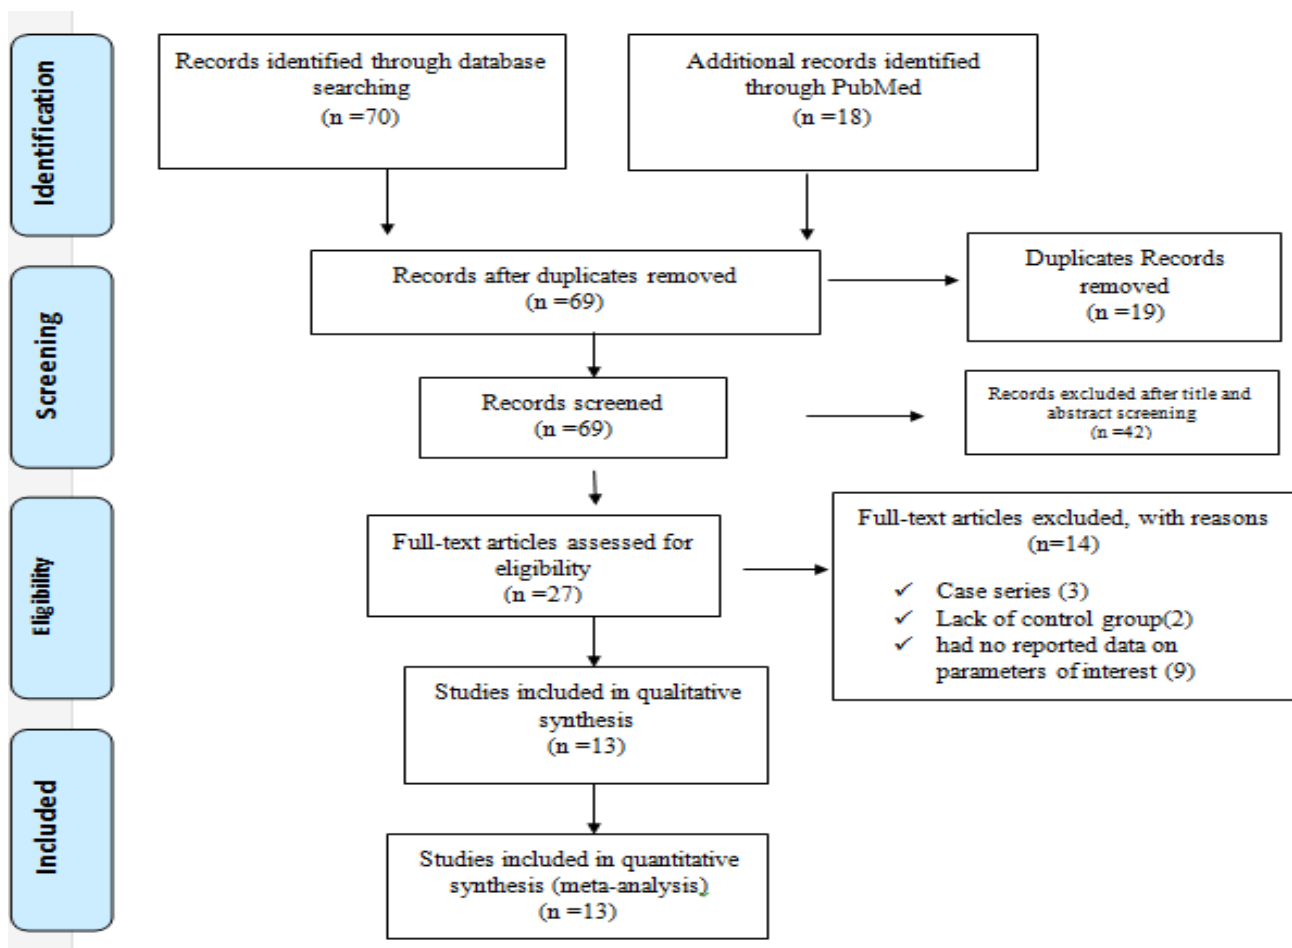 Identification
Records identified through database
searching
(n =70)
Additional records identified
through PubMed
(n =18)
Records after duplicates removed
(n =69)
Duplicates Records
removed
(n =19)
Screening
Records screened
(n =69)
Records excluded after title and
abstract screening
(n =42)
Eligibility
Full-text articles assessed for
eligibility
(n =27)
Full-text articles excluded, with reasons
(n=14)
✓ Case series (3)
✓ Lack of control group(2)
✓ had no reported data on
parameters of interest (9)
Studies included in qualitative
synthesis
(n =13)
Included
Studies included in quantitative
synthesis (meta-analysis)
(n =13)